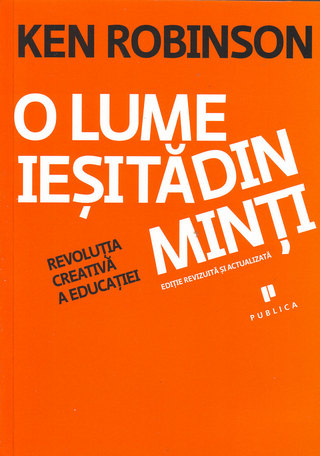 KEN ROBINSON
O LUME
IEȘITĂ DIN
MINȚI
REVOLUȚIA
CREATIVĂ
A EDUCAȚIEI
EDIȚIE REVIZUITĂ ȘI ACTUALIZATĂ
PUBLICA